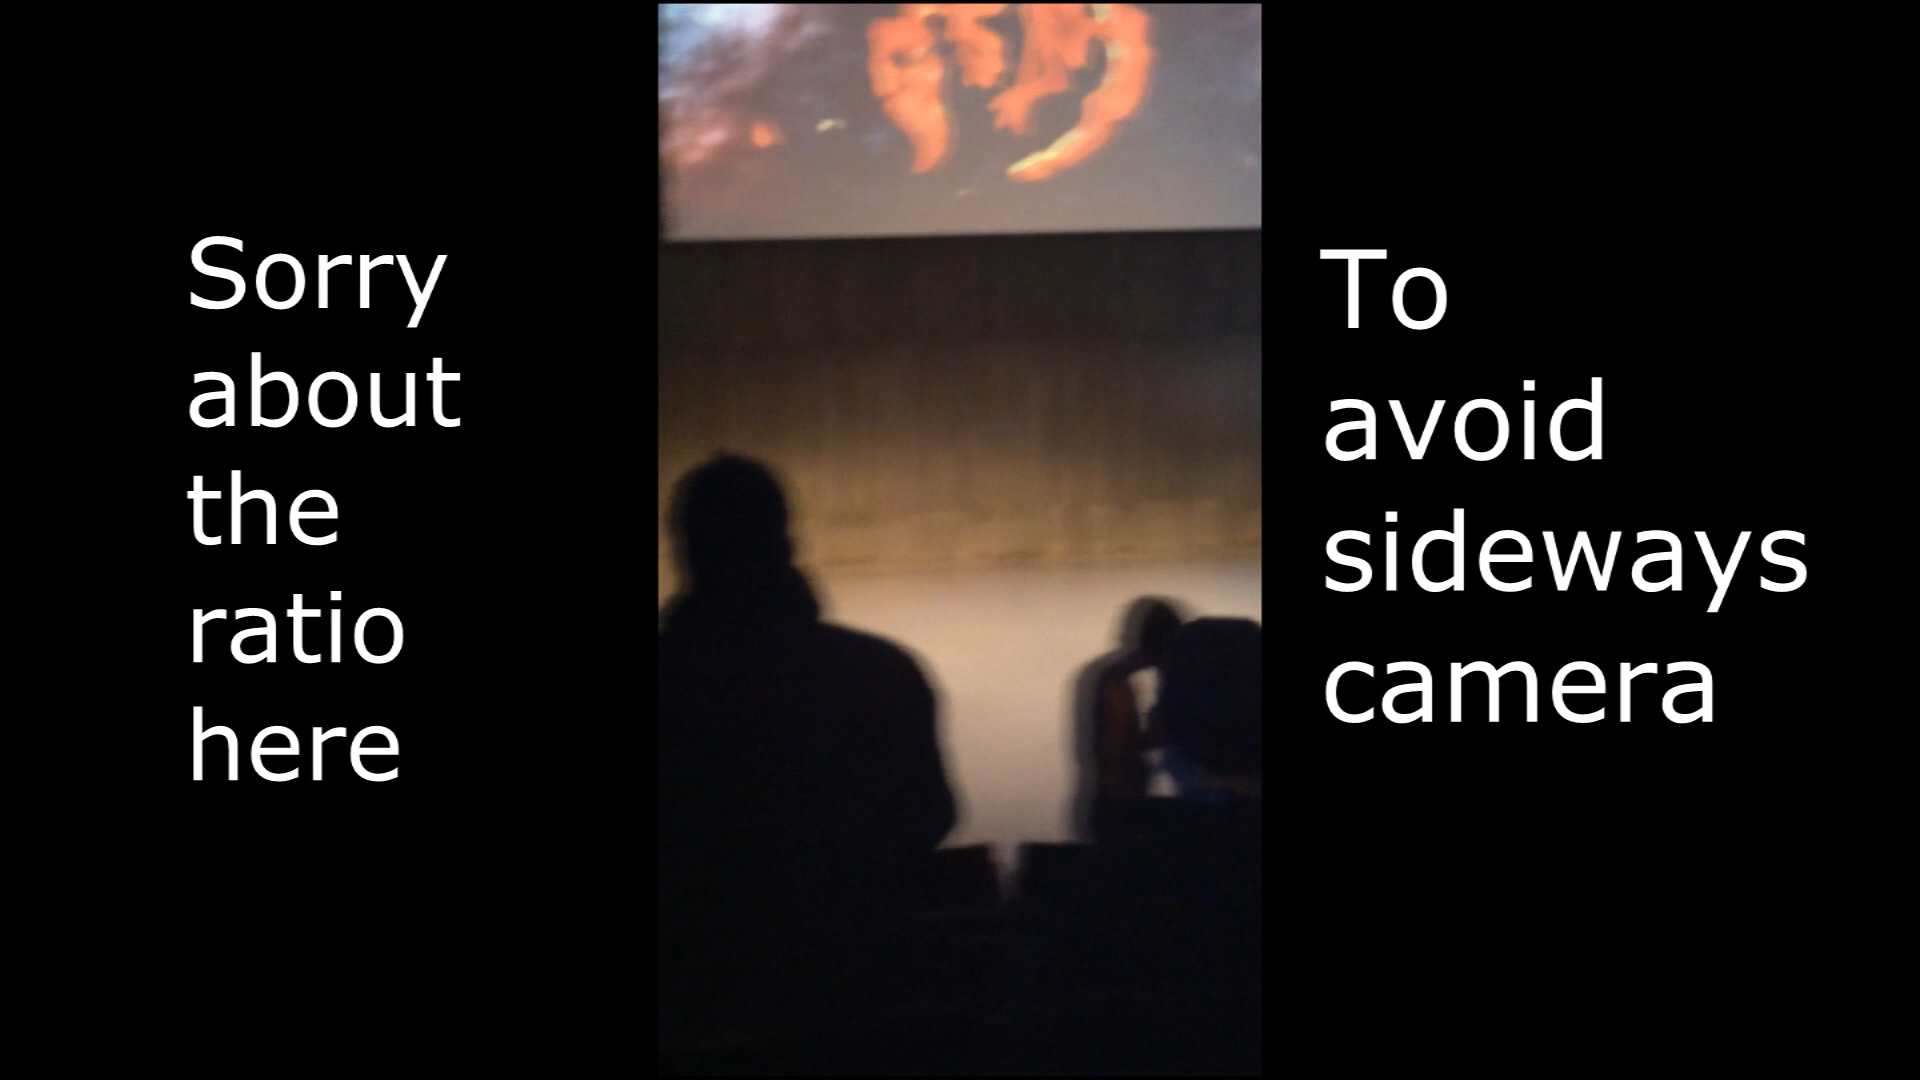 Sorry
about
the
ratio
here
To
avoid
sideways
camera